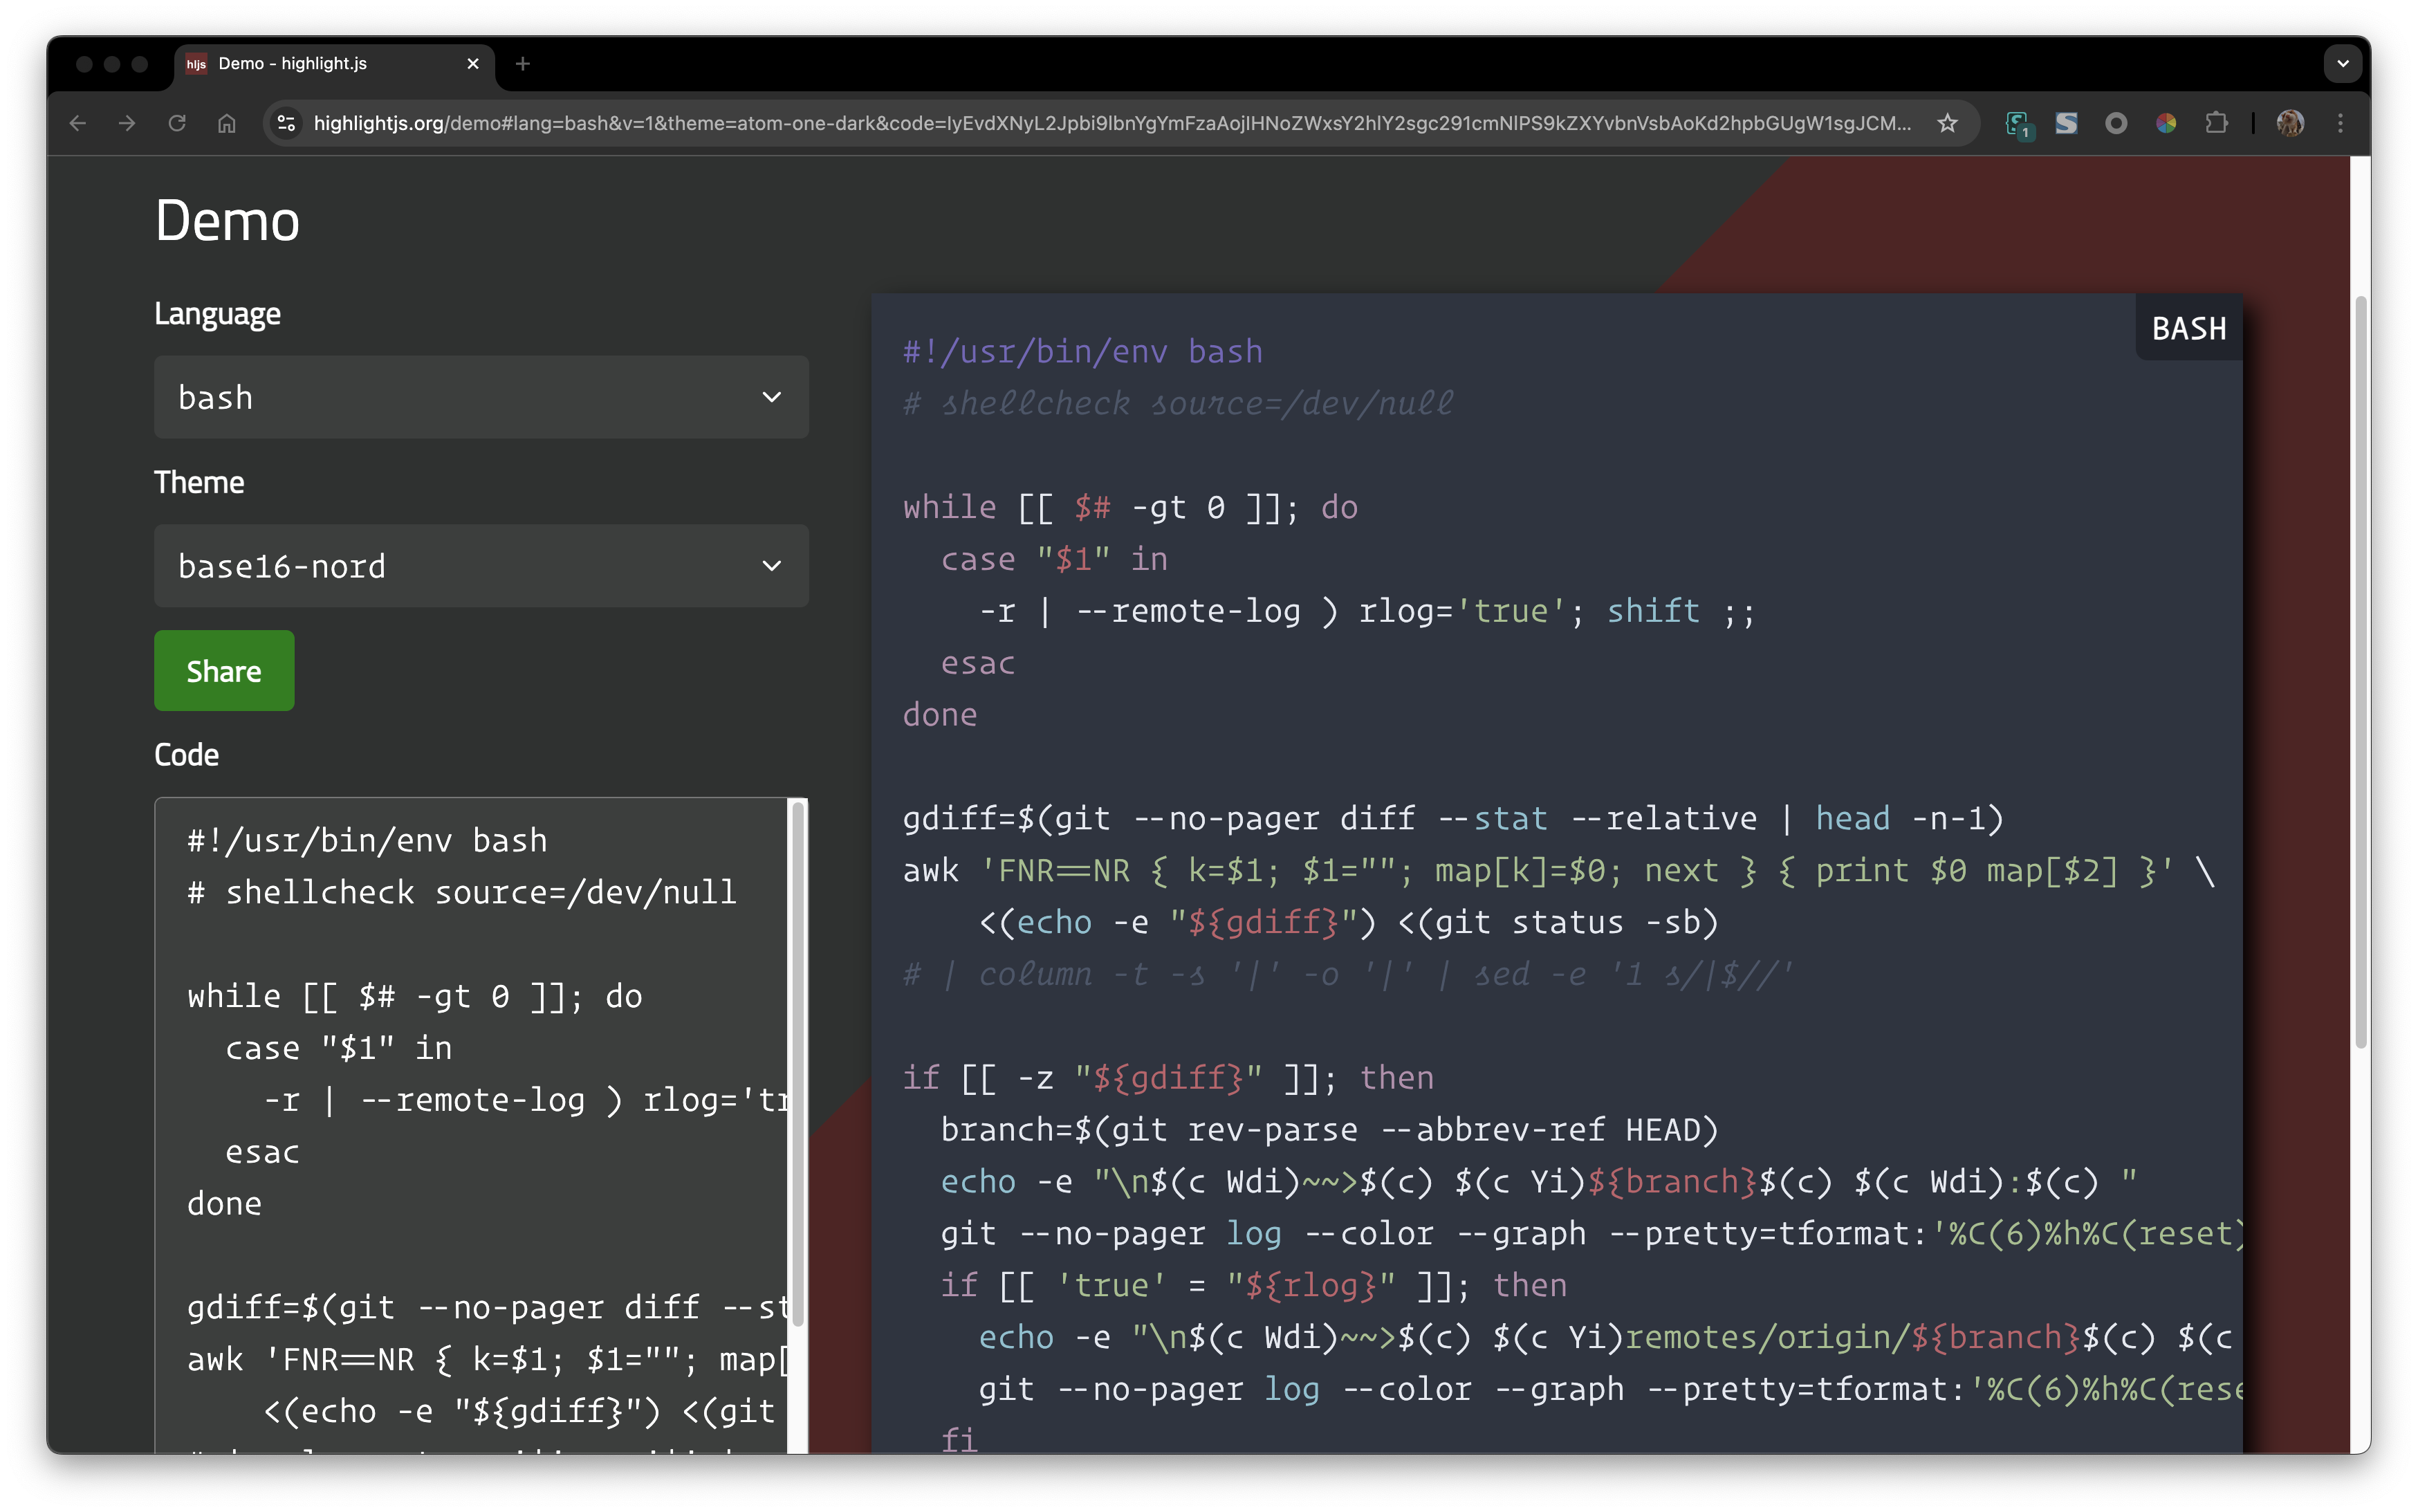 hljs Demo - highlight.js
highlightjs.org/demo#lang=bash&v=1&theme=atom-one-dark&code=IyEvdXNyL2Jpbi9lbnYgYmFzaAojIHNoZWxsY2hlY2sgc291cmNlPS9kZXYvbnVsbAoKd2hpbGUgW1sgJCM...
1
Demo
Language
bash
Theme
base16-nord
Share
Code
#!/usr/bin/env bash
# shellcheck source=/dev/null
while [[ $# -gt 0 ]]; do
case "$1" in
-r | --remote-log ) rlog='tr
esac
done
gdiff=$(git --no-pager diff --st
awk 'FNR==NR { k=$1; $1=""; map[
<(echo -e "${gdiff}") <(git
BASH
#!/usr/bin/env bash
# shellcheck source=/dev/null
while [[ $# -gt 0 ]]; do
case "$1" in
-r | --remote-log ) rlog='true'; shift ;;
esac
done
gdiff=$(git --no-pager diff --stat --relative | head -n-1)
awk 'FNR==NR { k=$1; $1=""; map[k]=$0; next } { print $0 map[$2] }' \
<(echo -e "${gdiff}") <(git status -sb)
# | column -t -s '|' -o '|' | sed -e '1 s/|$//'
if [[ -z "${gdiff}" ]]; then
branch=$(git rev-parse --abbrev-ref HEAD)
echo -e "\n$(c Wdi)~~>$(c) $(c Yi)${branch}$(c) $(c Wdi):$(c) "
git --no-pager log --color --graph --pretty=tformat:'%C(6)%h%C(reset)
if [[ 'true' = "${rlog}" ]]; then
echo -e "\n$(c Wdi)~~>$(c) $(c Yi)remotes/origin/${branch}$(c) $(c
git --no-pager log --color --graph --pretty=tformat:'%C(6)%h%C(rese
fi